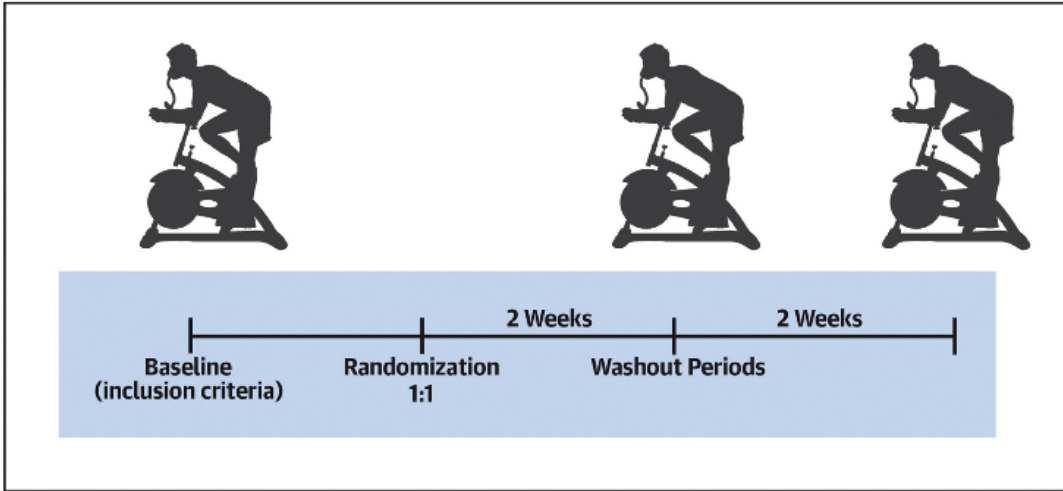 2 Weeks
2 Weeks
Baseline
(inclusion criteria)
Randomization
1:1
Washout Periods